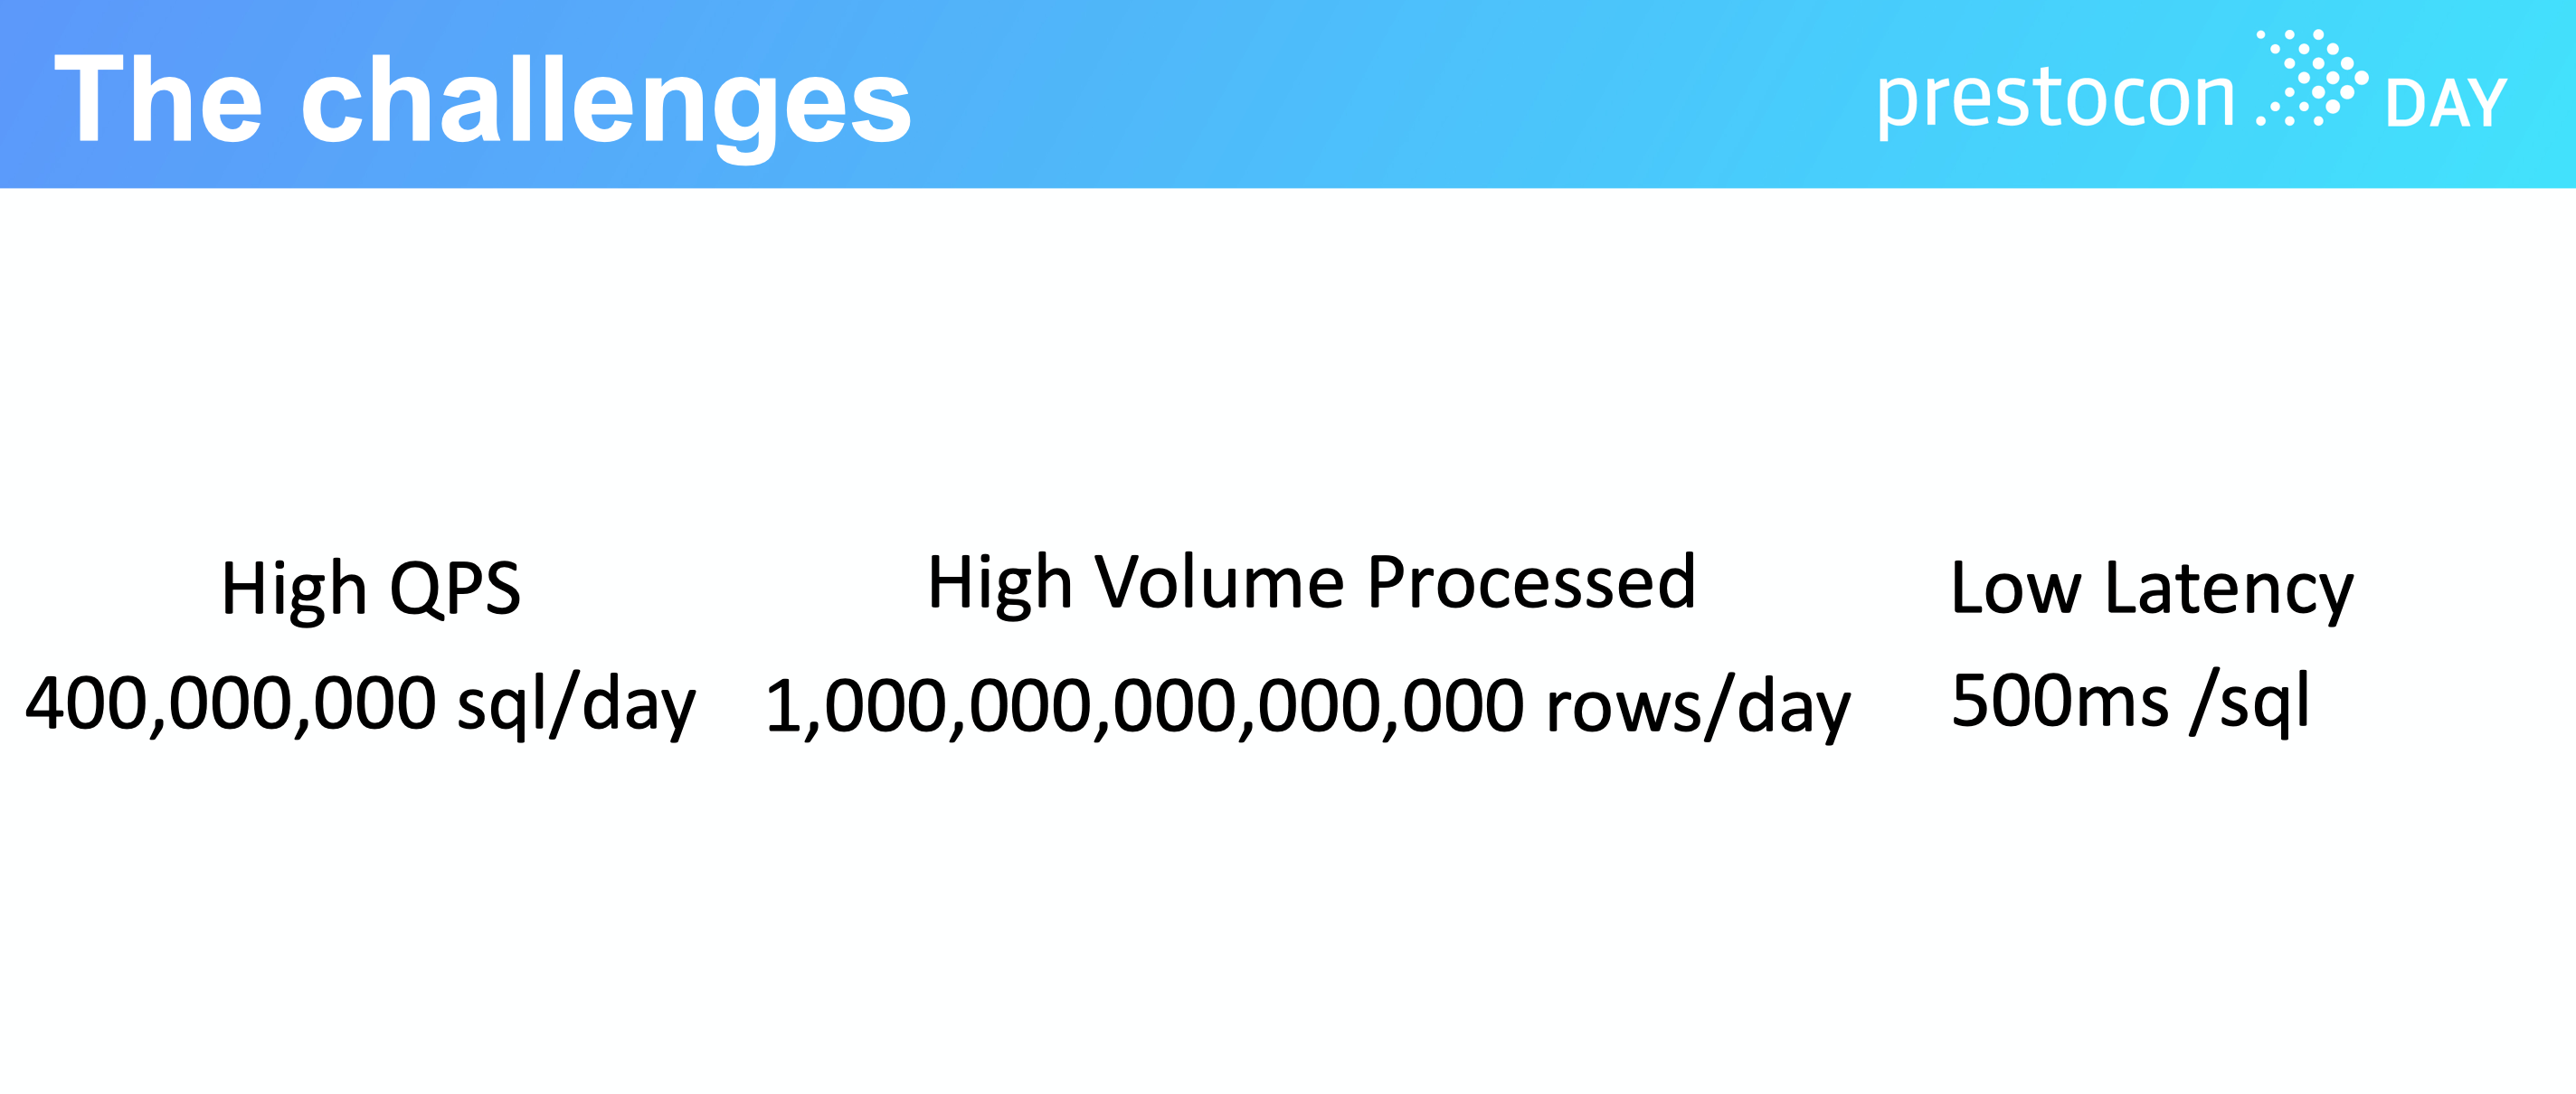 The challenges
prestocon DAY
High QPS
400,000,000 sql/day
High Volume Processed
1,000,000,000,000,000 rows/day
Low Latency
500ms /sql